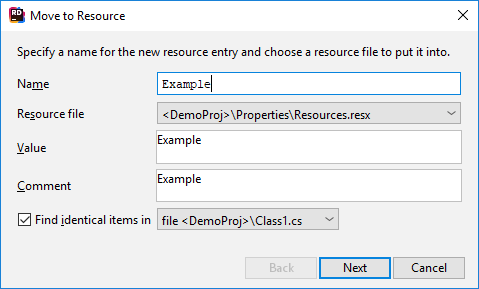 RD Move to Resource
Specify a name for the new resource entry and choose a resource file to put it into.
Name Example
Resource file <DemoProj>\Properties\Resources.resx
Value Example
Comment Example
Find identical items in file <DemoProj>\Class1.cs
Back Next Cancel